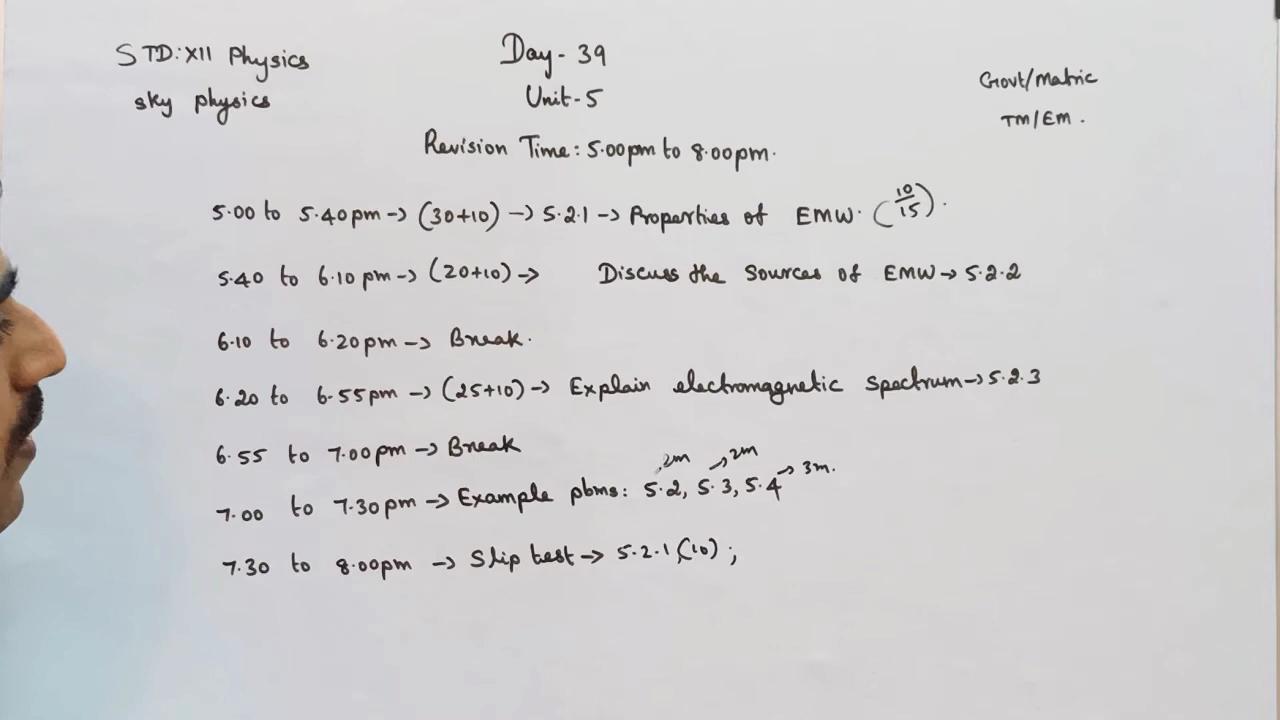 STD:XII Physics
sky physics
Day - 39
Unit-5
Govt/Matric
TM/EM.
Revision Time: 5.00pm to 8.00pm.
5.00 to 5.40pm -> (30+10) -> 5.2.1 -> Properties of EMW. (10/15).
5.40 to 6.10pm -> (20+10) -> Discuss the Sources of EMW -> 5.2.2
6.10 to 6.20pm -> Break.
6.20 to 6.55pm -> (25+10) -> Explain electromagnetic spectrum -> 5.2.3
6.55 to 7.00pm -> Break
2m -> 2m -> 3m.
7.00 to 7.30pm -> Example pbms: 5.2, 5.3, 5.4
7.30 to 8.00pm -> Slip test -> 5.2.1, (10) ;